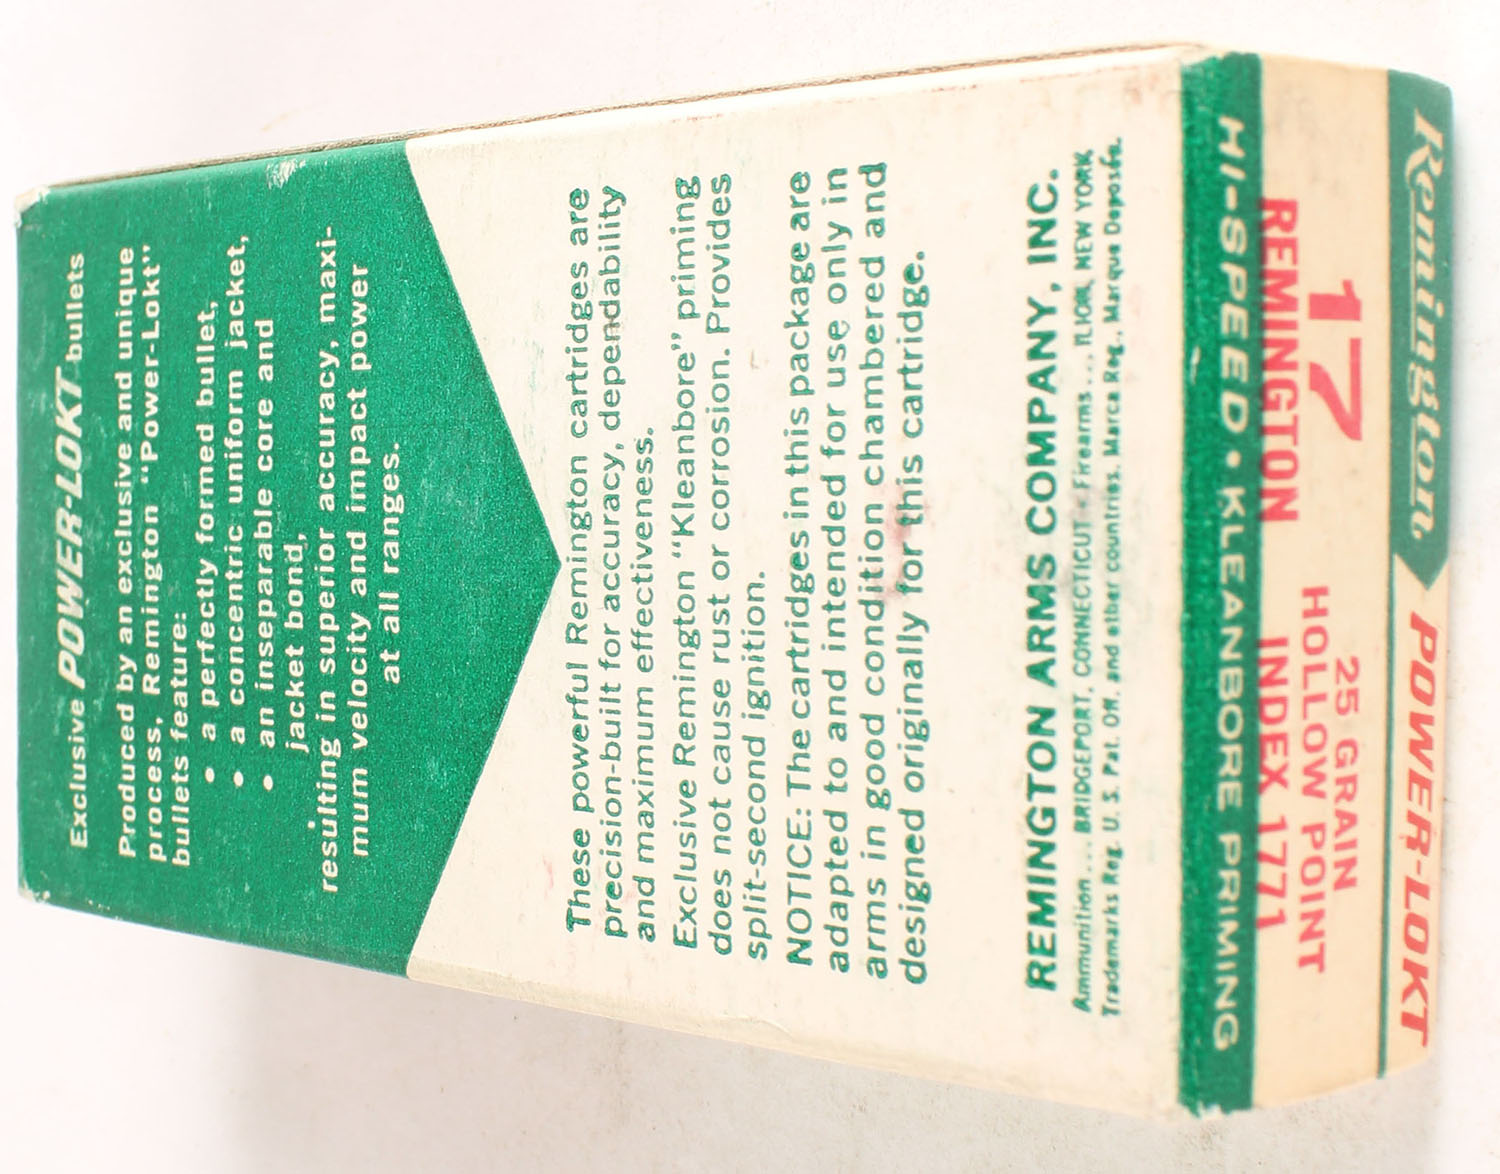 Exclusive POWER-LOKT bullets
Produced by an exclusive and unique
process, Remington "Power-Lokt"
bullets feature:
• a perfectly formed bullet,
• a concentric uniform jacket,
• an inseparable core and
jacket bond,
resulting in superior accuracy, maxi-
mum velocity and impact power
at all ranges.
These powerful Remington cartridges are
precision-built for accuracy, dependability
and maximum effectiveness.
Exclusive Remington "Kleanbore" priming
does not cause rust or corrosion. Provides
split-second ignition.
NOTICE: The cartridges in this package are
adapted to and intended for use only in
arms in good condition chambered and
designed originally for this cartridge.
REMINGTON ARMS COMPANY, INC.
Ammunition... BRIDGEPORT, CONNECTICUT Firearms... ILION, NEW YORK
Trademarks Reg. U. S. Pat. Off. and other countries. Marca Reg., Marque Deposée.
HI-SPEED • KLEANBORE PRIMING
REMINGTON
17
INDEX 1771
HOLLOW POINT
25 GRAIN
Remington
POWER-LOKT